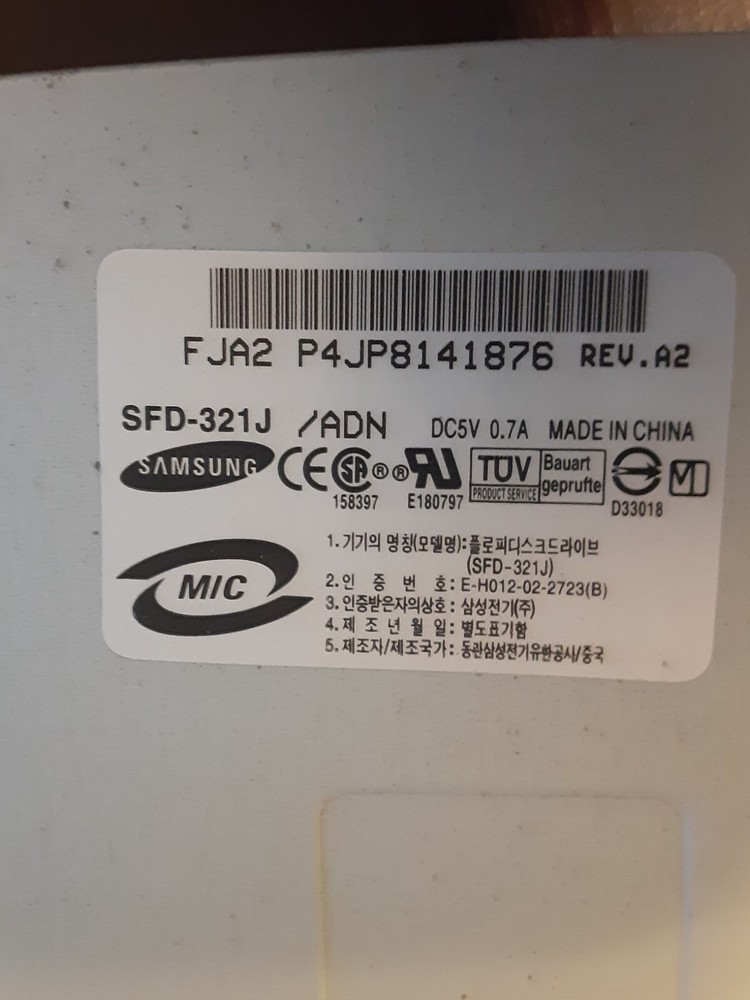 FJA2 P4JP8141876 REV.A2
SFD-321J /ADN DC5V 0.7A MADE IN CHINA
SAMSUNG CE SA ® ® RU TÜV PRODUCT SERVICE Bauart geprufte
158397 E180797 D33018
MIC
1. 기기의 명칭(모델명):플로피디스크드라이브
(SFD-321J)
2. 인 증 번 호: E-H012-02-2723(B)
3. 인증받은자의상호: 삼성전기(주)
4. 제 조 년 월 일: 별도표기함
5. 제조자/제조국가: 동관삼성전기유한공사/중국